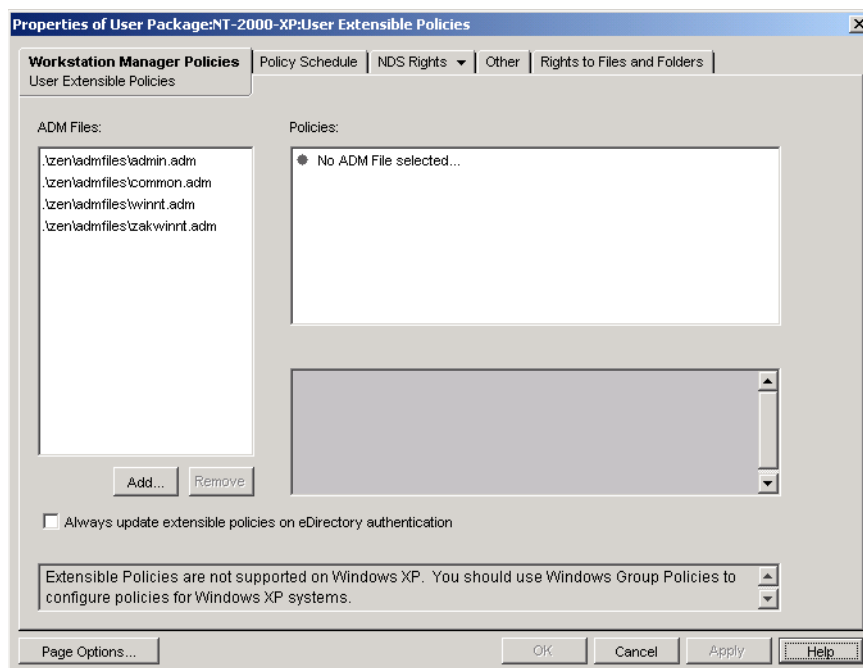 Properties of User Package:NT-2000-XP:User Extensible Policies
Workstation Manager Policies
User Extensible Policies
Policy Schedule
NDS Rights
Other
Rights to Files and Folders
ADM Files:
.\zen\admfiles\admin.adm
.\zen\admfiles\common.adm
.\zen\admfiles\winnt.adm
.\zen\admfiles\zakwinnt.adm
Policies:
No ADM File selected...
Add...
Remove
Always update extensible policies on eDirectory authentication
Extensible Policies are not supported on Windows XP. You should use Windows Group Policies to
configure policies for Windows XP systems.
Page Options...
OK
Cancel
Apply
Help